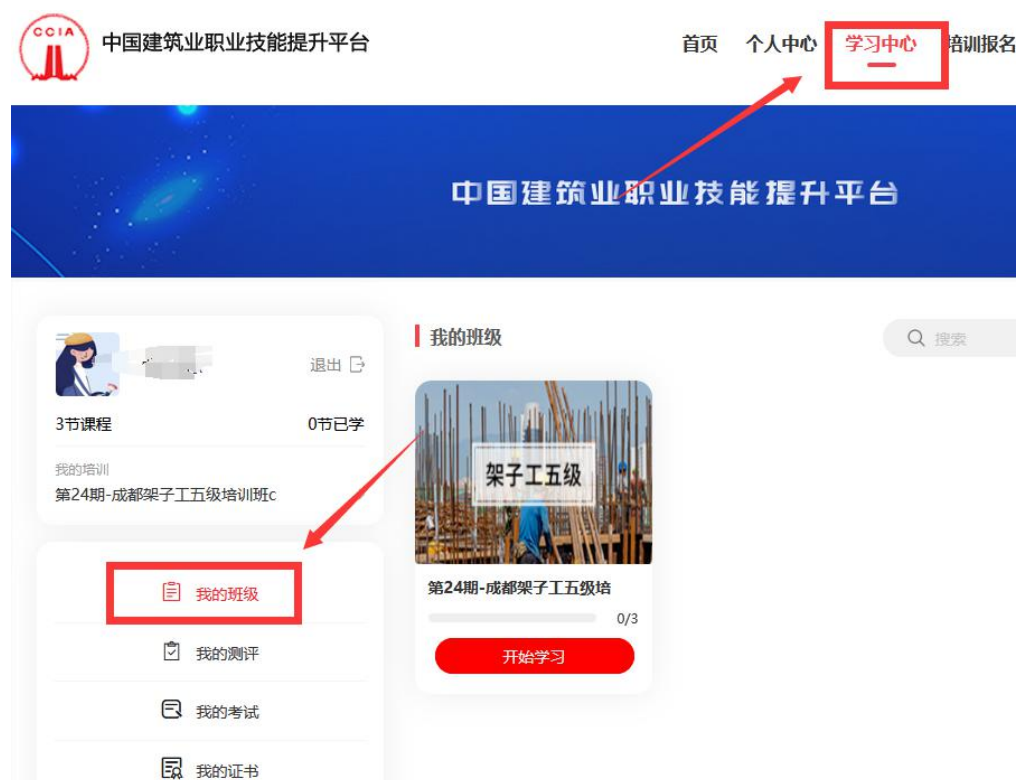 CCIA
中国建筑业职业技能提升平台
首页 个人中心 学习中心 培训报名
中国建筑业职业技能提升平台
我的班级
搜索
退出
3节课程 0节已学
我的培训
第24期-成都架子工五级培训班c
架子工五级
第24期-成都架子工五级培
0/3
开始学习
我的班级
我的测评
我的考试
我的证书